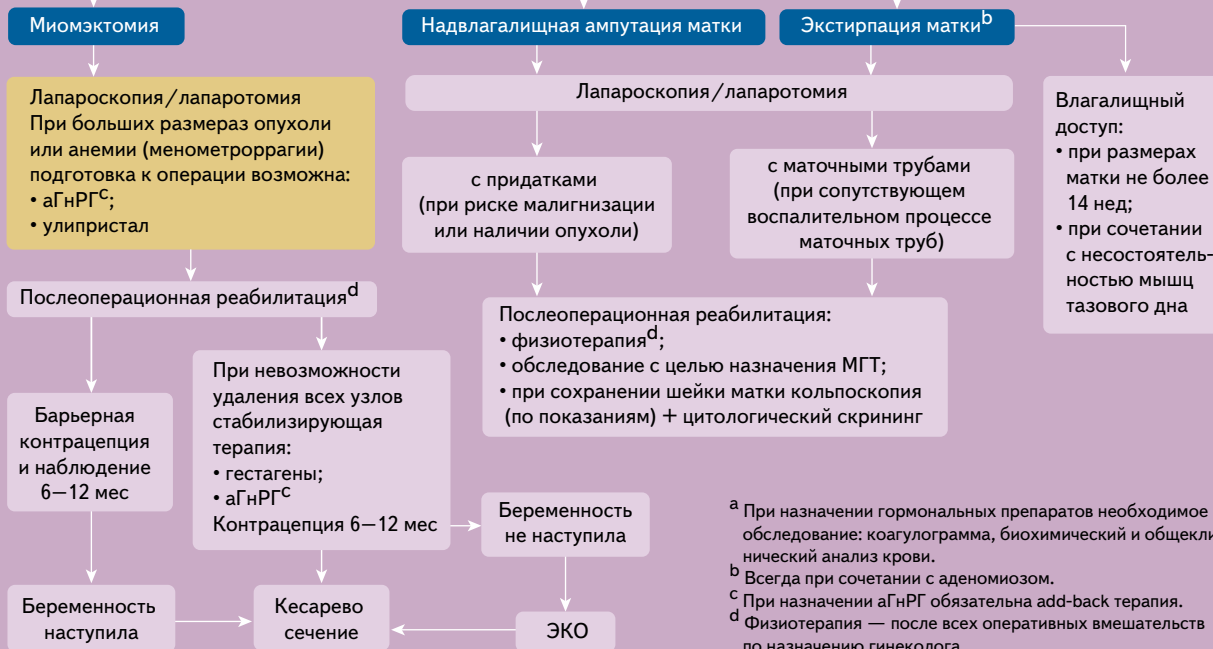 Миомэктомия
Надвлагалищная ампутация матки
Экстирпация матки b
Лапароскопия/лапаротомия
При больших размераз опухоли
или анемии (менометроррагии)
подготовка к операции возможна:
• аГнРГ c;
• улипристал
Лапароскопия/лапаротомия
Влагалищный
доступ:
• при размерах
матки не более
14 нед;
• при сочетании
с несостоятель-
ностью мышц
тазового дна
с придатками
(при риске малигнизации
или наличии опухоли)
с маточными трубами
(при сопутствующем
воспалительном процессе
маточных труб)
Послеоперационная реабилитация d
Послеоперационная реабилитация:
• физиотерапия d;
• обследование с целью назначения МГТ;
• при сохранении шейки матки кольпоскопия
(по показаниям) + цитологический скрининг
Барьерная
контрацепция
и наблюдение
6—12 мес
При невозможности
удаления всех узлов
стабилизирующая
терапия:
• гестагены;
• аГнРГ c
Контрацепция 6—12 мес
Беременность
не наступила
Беременность
наступила
Кесарево
сечение
ЭКО
a При назначении гормональных препаратов необходимое
обследование: коагулограмма, биохимический и общекли-
нический анализ крови.
b Всегда при сочетании с аденомиозом.
c При назначении аГнРГ обязательна add-back терапия.
d Физиотерапия — после всех оперативных вмешательств
по назначению гинеколога